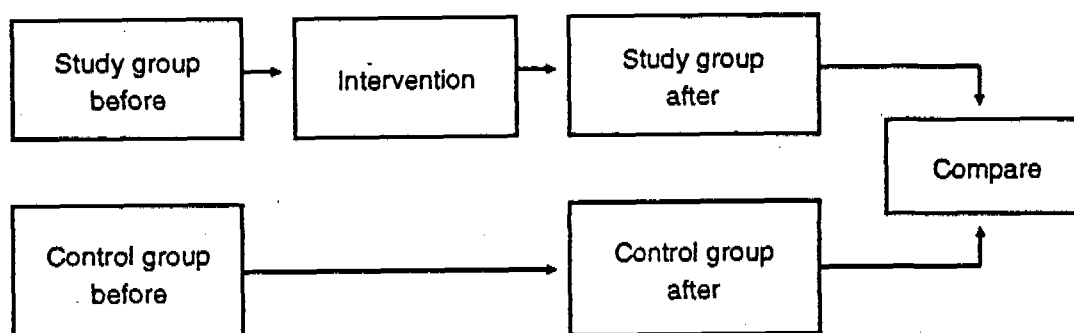 Study group
before
Intervention
Study group
after
Compare
Control group
before
Control group
after